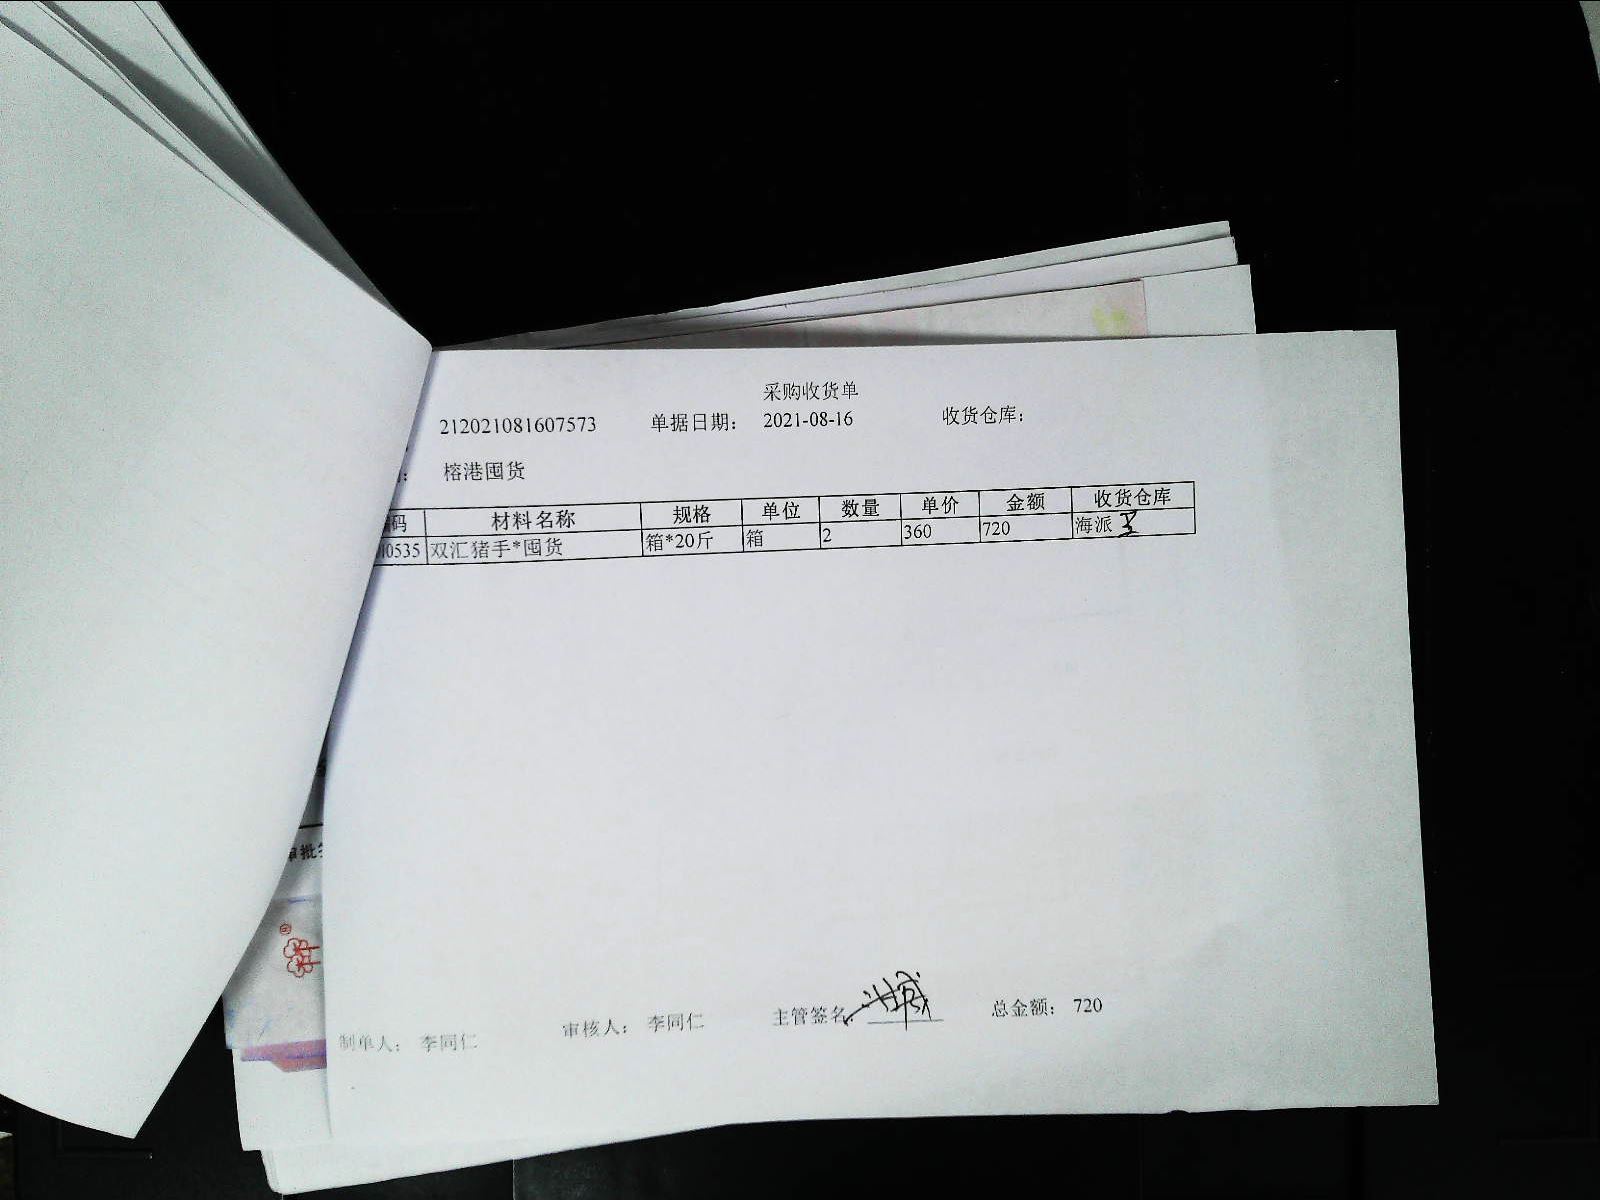 采购收货单
212021081607573 单据日期: 2021-08-16 收货仓库:
榕港囤货
码 材料名称 规格 单位 数量 单价 金额 收货仓库
10535 双汇猪手*囤货 箱*20斤 箱 2 360 720 海派
审批
制单人: 李同仁 审核人: 李同仁 主管签名: 总金额: 720